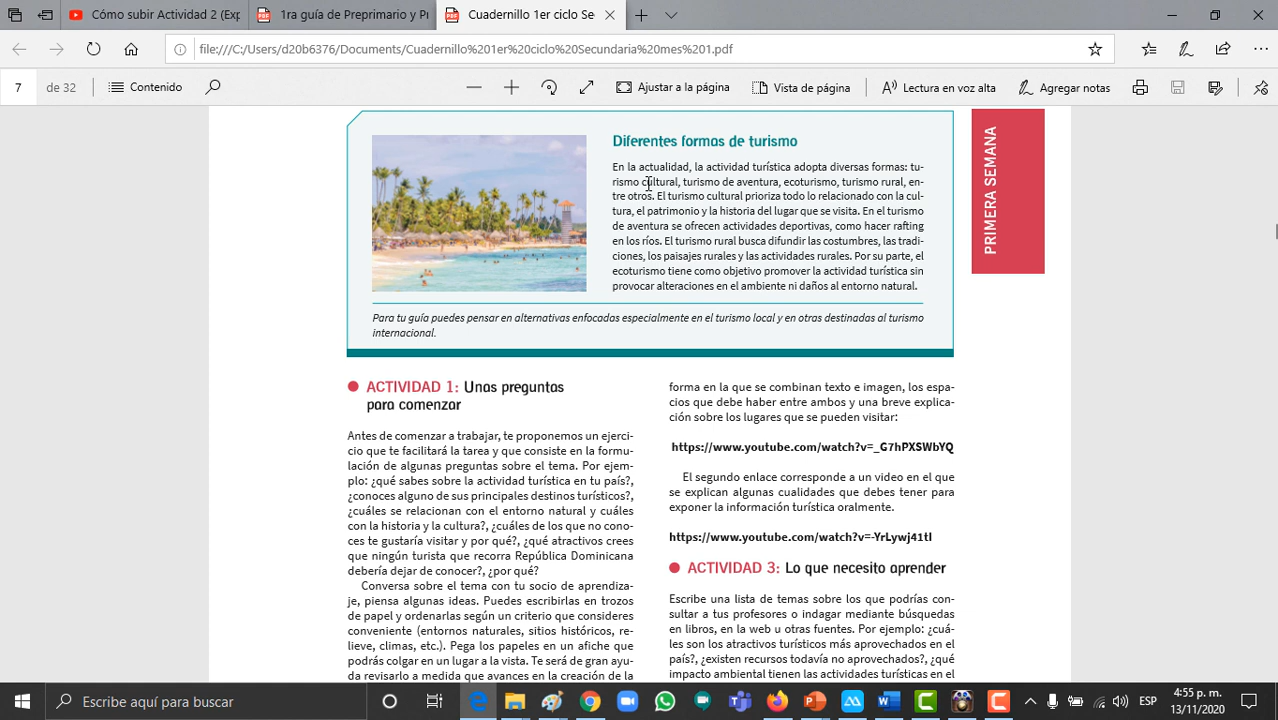 Cómo subir Actividad 2 (Exp
1ra guía de Preprimario y Pr
Cuadernillo 1er ciclo Sec
file:///C:/Users/d20b6376/Documents/Cuadernillo%201er%20ciclo%20Secundaria%20mes%201.pdf
7 de 32
Contenido
Ajustar a la página
Vista de página
Lectura en voz alta
Agregar notas
PRIMERA SEMANA
Diferentes formas de turismo
En la actualidad, la actividad turística adopta diversas formas: tu-
rismo cultural, turismo de aventura, ecoturismo, turismo rural, en-
tre otros. El turismo cultural prioriza todo lo relacionado con la cul-
tura, el patrimonio y la historia del lugar que se visita. En el turismo
de aventura se ofrecen actividades deportivas, como hacer rafting
en los ríos. El turismo rural busca difundir las costumbres, las tradi-
ciones, los paisajes rurales y las actividades rurales. Por su parte, el
ecoturismo tiene como objetivo promover la actividad turística sin
provocar alteraciones en el ambiente ni daños al entorno natural.
Para tu guía puedes pensar en alternativas enfocadas especialmente en el turismo local y en otras destinadas al turismo
internacional.
ACTIVIDAD 1: Unas preguntas
para comenzar
Antes de comenzar a trabajar, te proponemos un ejerci-
cio que te facilitará la tarea y que consiste en la formu-
lación de algunas preguntas sobre el tema. Por ejem-
plo: ¿qué sabes sobre la actividad turística en tu país?,
¿conoces alguno de sus principales destinos turísticos?,
¿cuáles se relacionan con el entorno natural y cuáles
con la historia y la cultura?, ¿cuáles de los que no cono-
ces te gustaría visitar y por qué?, ¿qué atractivos crees
que ningún turista que recorra República Dominicana
debería dejar de conocer?, ¿por qué?
Conversa sobre el tema con tu socio de aprendiza-
je, piensa algunas ideas. Puedes escribirlas en trozos
de papel y ordenarlas según un criterio que consideres
conveniente (entornos naturales, sitios históricos, re-
lieve, climas, etc.). Pega los papeles en un afiche que
podrás colgar en un lugar a la vista. Te será de gran ayu-
da revisarlo a medida que avances en la creación de la
forma en la que se combinan texto e imagen, los espa-
cios que debe haber entre ambos y una breve explica-
ción sobre los lugares que se pueden visitar:
https://www.youtube.com/watch?v=_G7hPXSWbYQ
El segundo enlace corresponde a un video en el que
se explican algunas cualidades que debes tener para
exponer la información turística oralmente.
https://www.youtube.com/watch?v=-YrLywj41tI
ACTIVIDAD 3: Lo que necesito aprender
Escribe una lista de temas sobre los que podrías con-
sultar a tus profesores o indagar mediante búsquedas
en libros, en la web u otras fuentes. Por ejemplo: ¿cuá-
les son los atractivos turísticos más aprovechados en el
país?, ¿existen recursos todavía no aprovechados?, ¿qué
impacto ambiental tienen las actividades turísticas en el
Escribe aquí para buscar
ESP
4:55 p. m.
13/11/2020